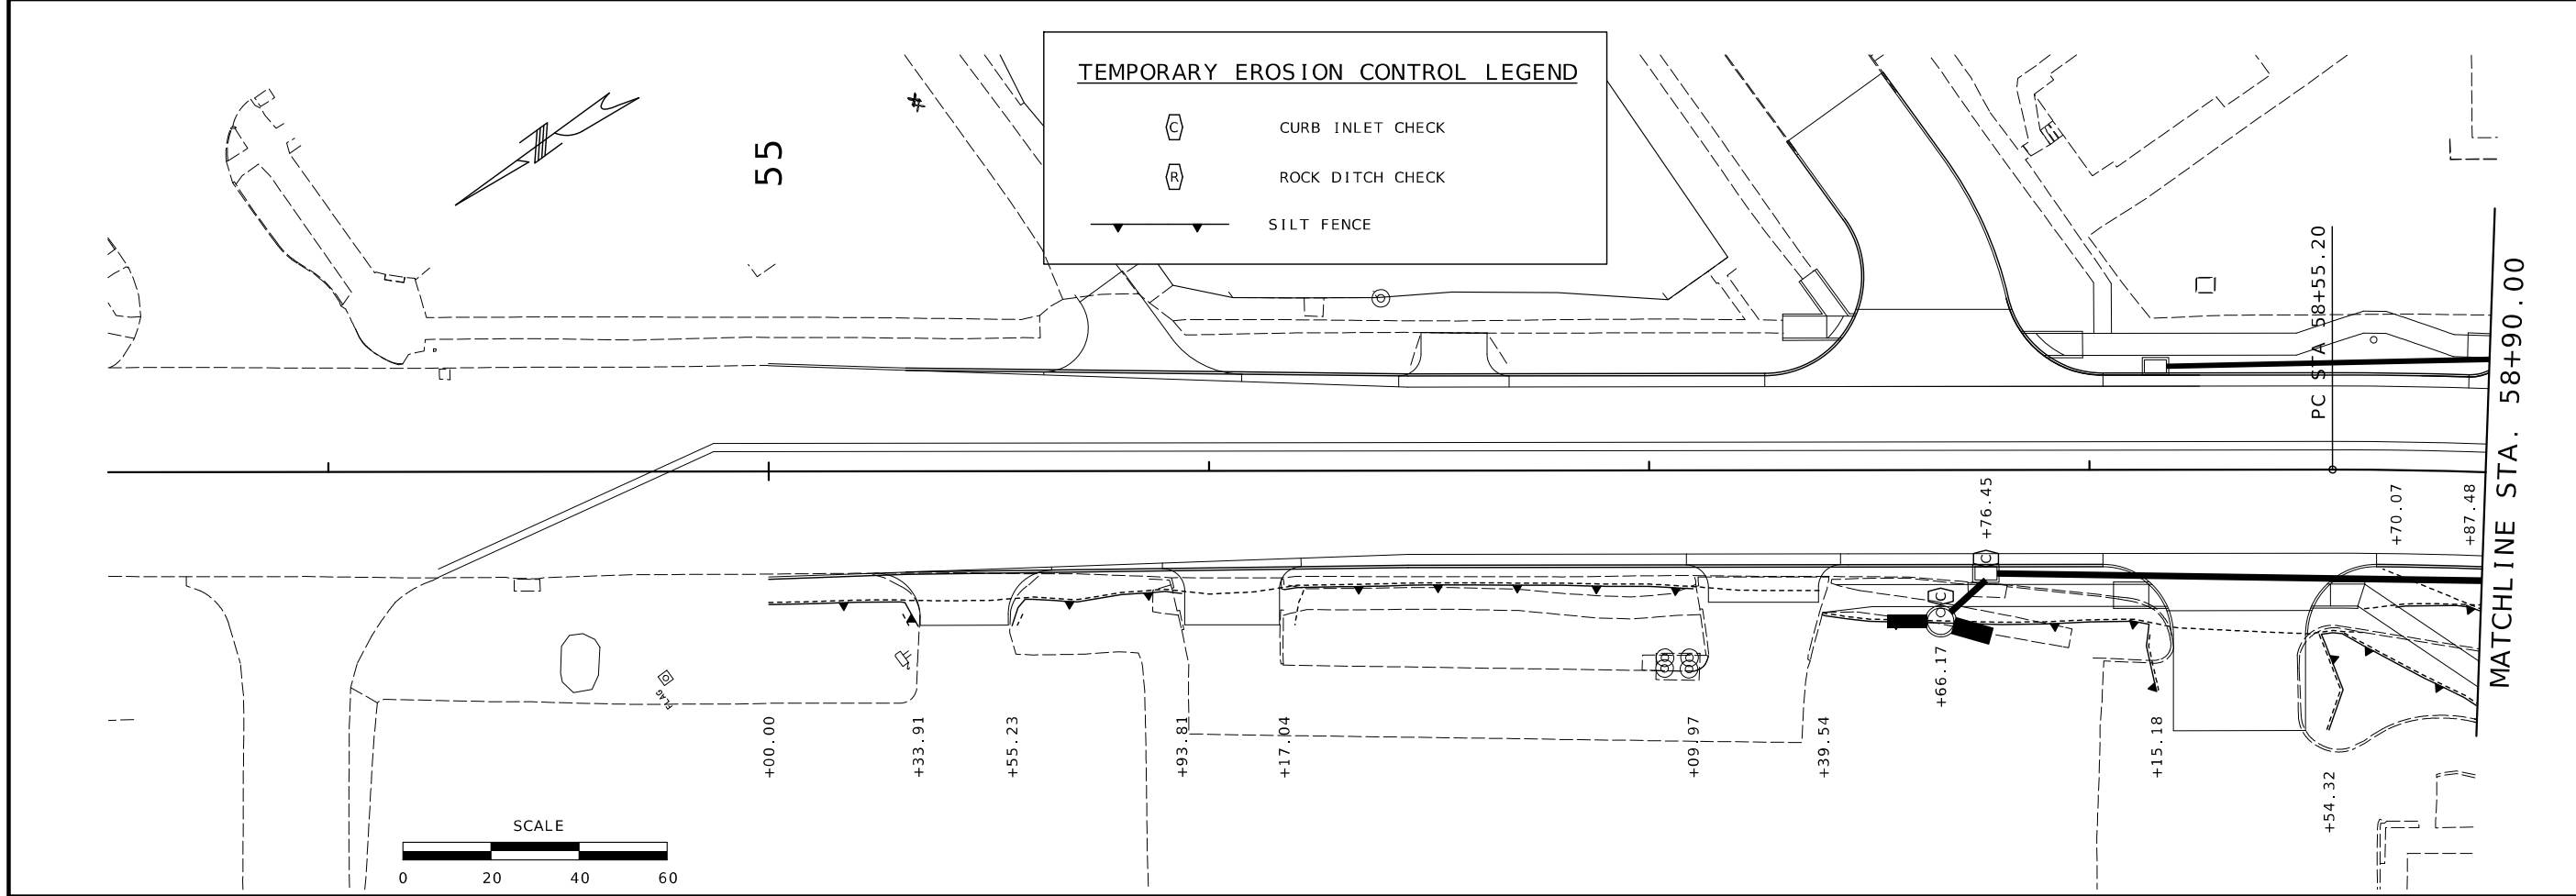 TEMPORARY EROSION CONTROL LEGEND
C CURB INLET CHECK
R ROCK DITCH CHECK
SILT FENCE
55
PC STA 58+55.20
MATCHLINE STA. 58+90.00
+76.45
+70.07
+87.48
C
C
C
+66.17
FLAG
+00.00
+33.91
+55.23
+93.81
+17.04
+09.97
+39.54
+15.18
+54.32
SCALE
0 20 40 60